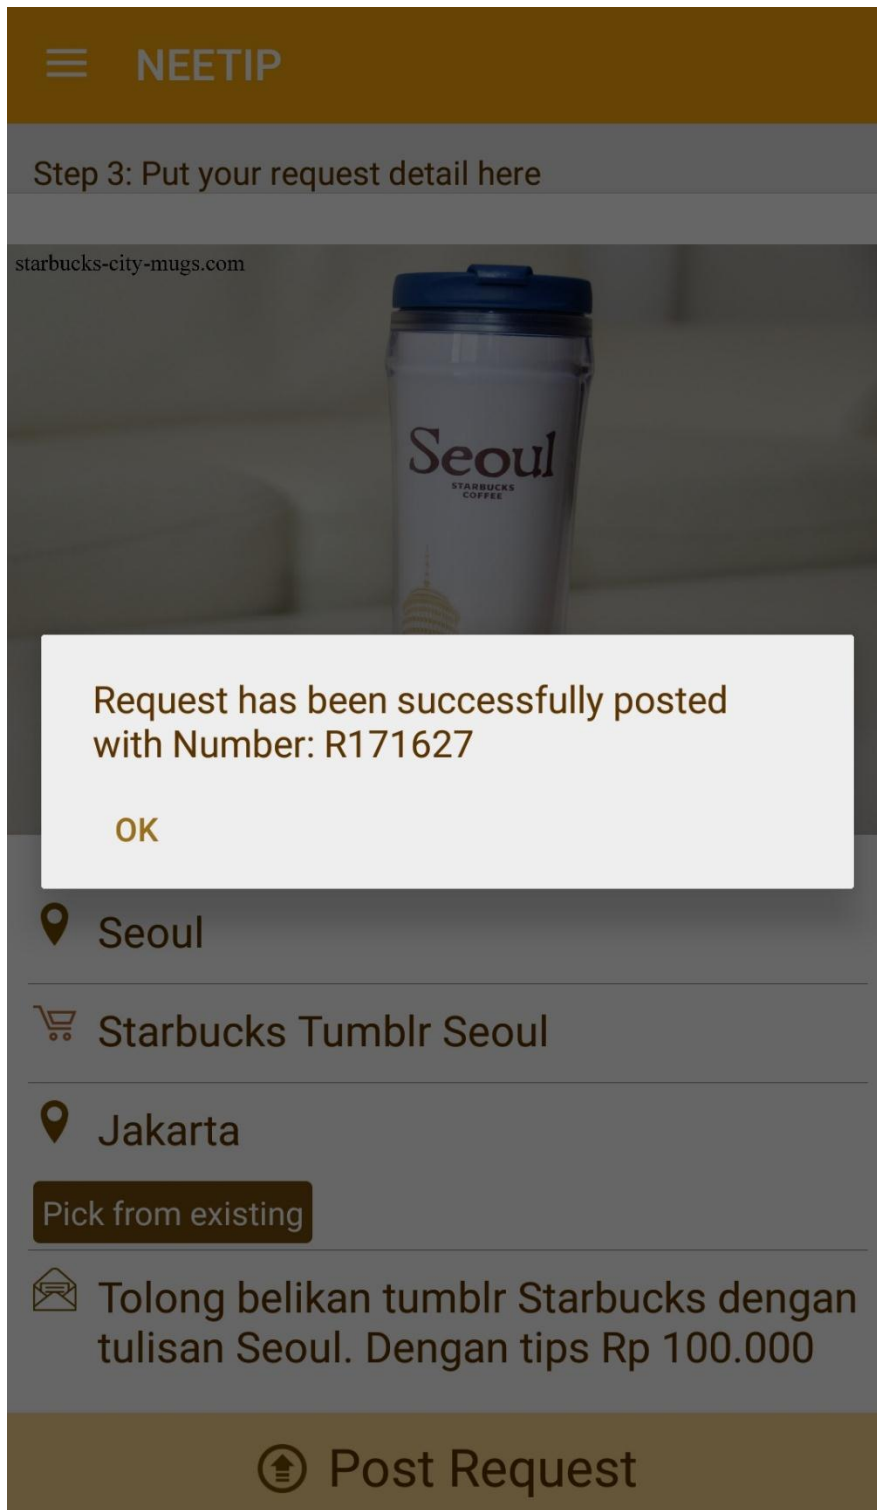 NEETIP
Step 3: Put your request detail here
starbucks-city-mugs.com
Seoul
STARBUCKS
COFFEE
Request has been successfully posted
with Number: R171627
OK
Seoul
Starbucks Tumblr Seoul
Jakarta
Pick from existing
Tolong belikan tumblr Starbucks dengan
tulisan Seoul. Dengan tips Rp 100.000
Post Request